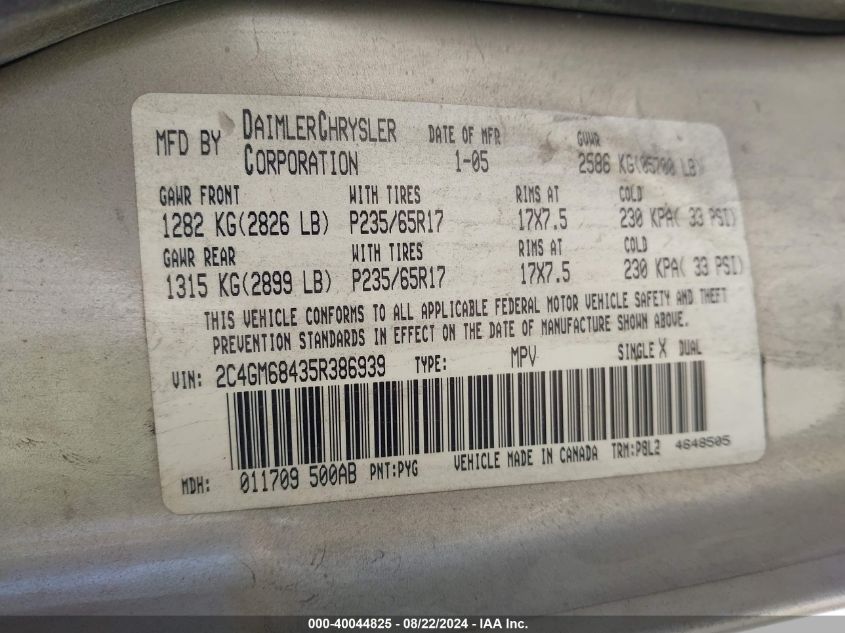 MFD BY DAIMLERCHRYSLER CORPORATION DATE OF MFR 1-05 GVWR 2586 KG(05700 LB)
GAWR FRONT WITH TIRES RIMS AT COLD
1282 KG(2826 LB) P235/65R17 17X7.5 230 KPA( 33 PSI)
GAWR REAR WITH TIRES RIMS AT COLD
1315 KG(2899 LB) P235/65R17 17X7.5 230 KPA( 33 PSI)
THIS VEHICLE CONFORMS TO ALL APPLICABLE FEDERAL MOTOR VEHICLE SAFETY AND THEFT
PREVENTION STANDARDS IN EFFECT ON THE DATE OF MANUFACTURE SHOWN ABOVE.
VIN: 2C4GM68435R386939 TYPE: MPV SINGLE X DUAL
MDH: 011709 500AB PNT:PYG VEHICLE MADE IN CANADA TRM:P8L2 4648505
000-40044825 - 08/22/2024 - IAA Inc.